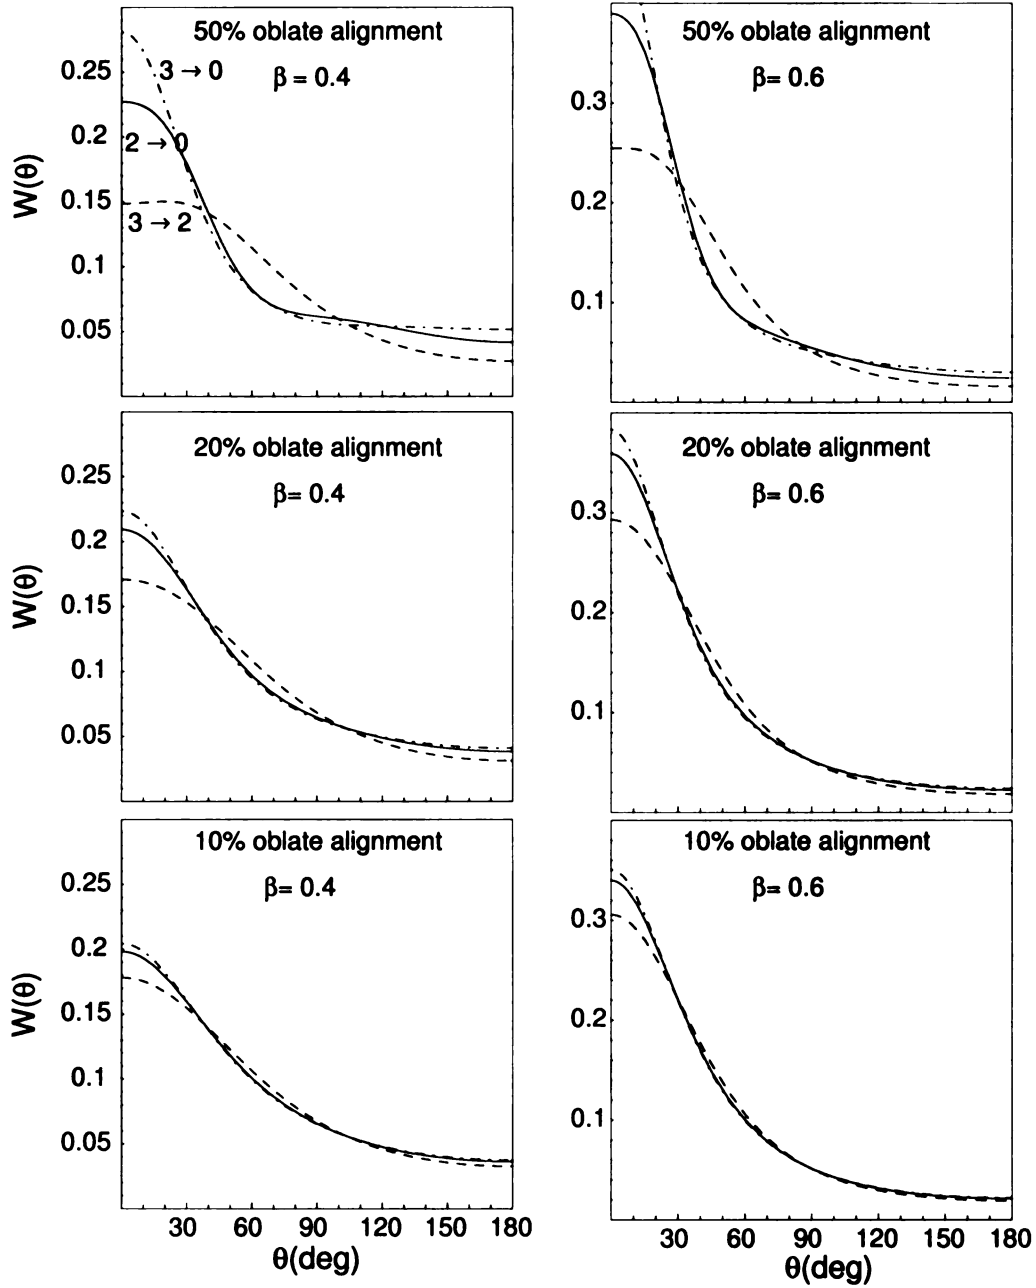 50% oblate alignment
β = 0.4
3 → 0
2 → 0
3 → 2
0.25
0.2
0.15
0.1
0.05
W(θ)
50% oblate alignment
β = 0.6
0.3
0.2
0.1
20% oblate alignment
β= 0.4
0.25
0.2
0.15
0.1
0.05
W(θ)
20% oblate alignment
β= 0.6
0.3
0.2
0.1
10% oblate alignment
β= 0.4
0.25
0.2
0.15
0.1
0.05
W(θ)
30 60 90 120 150 180
θ(deg)
10% oblate alignment
β= 0.6
0.3
0.2
0.1
30 60 90 120 150 180
θ(deg)